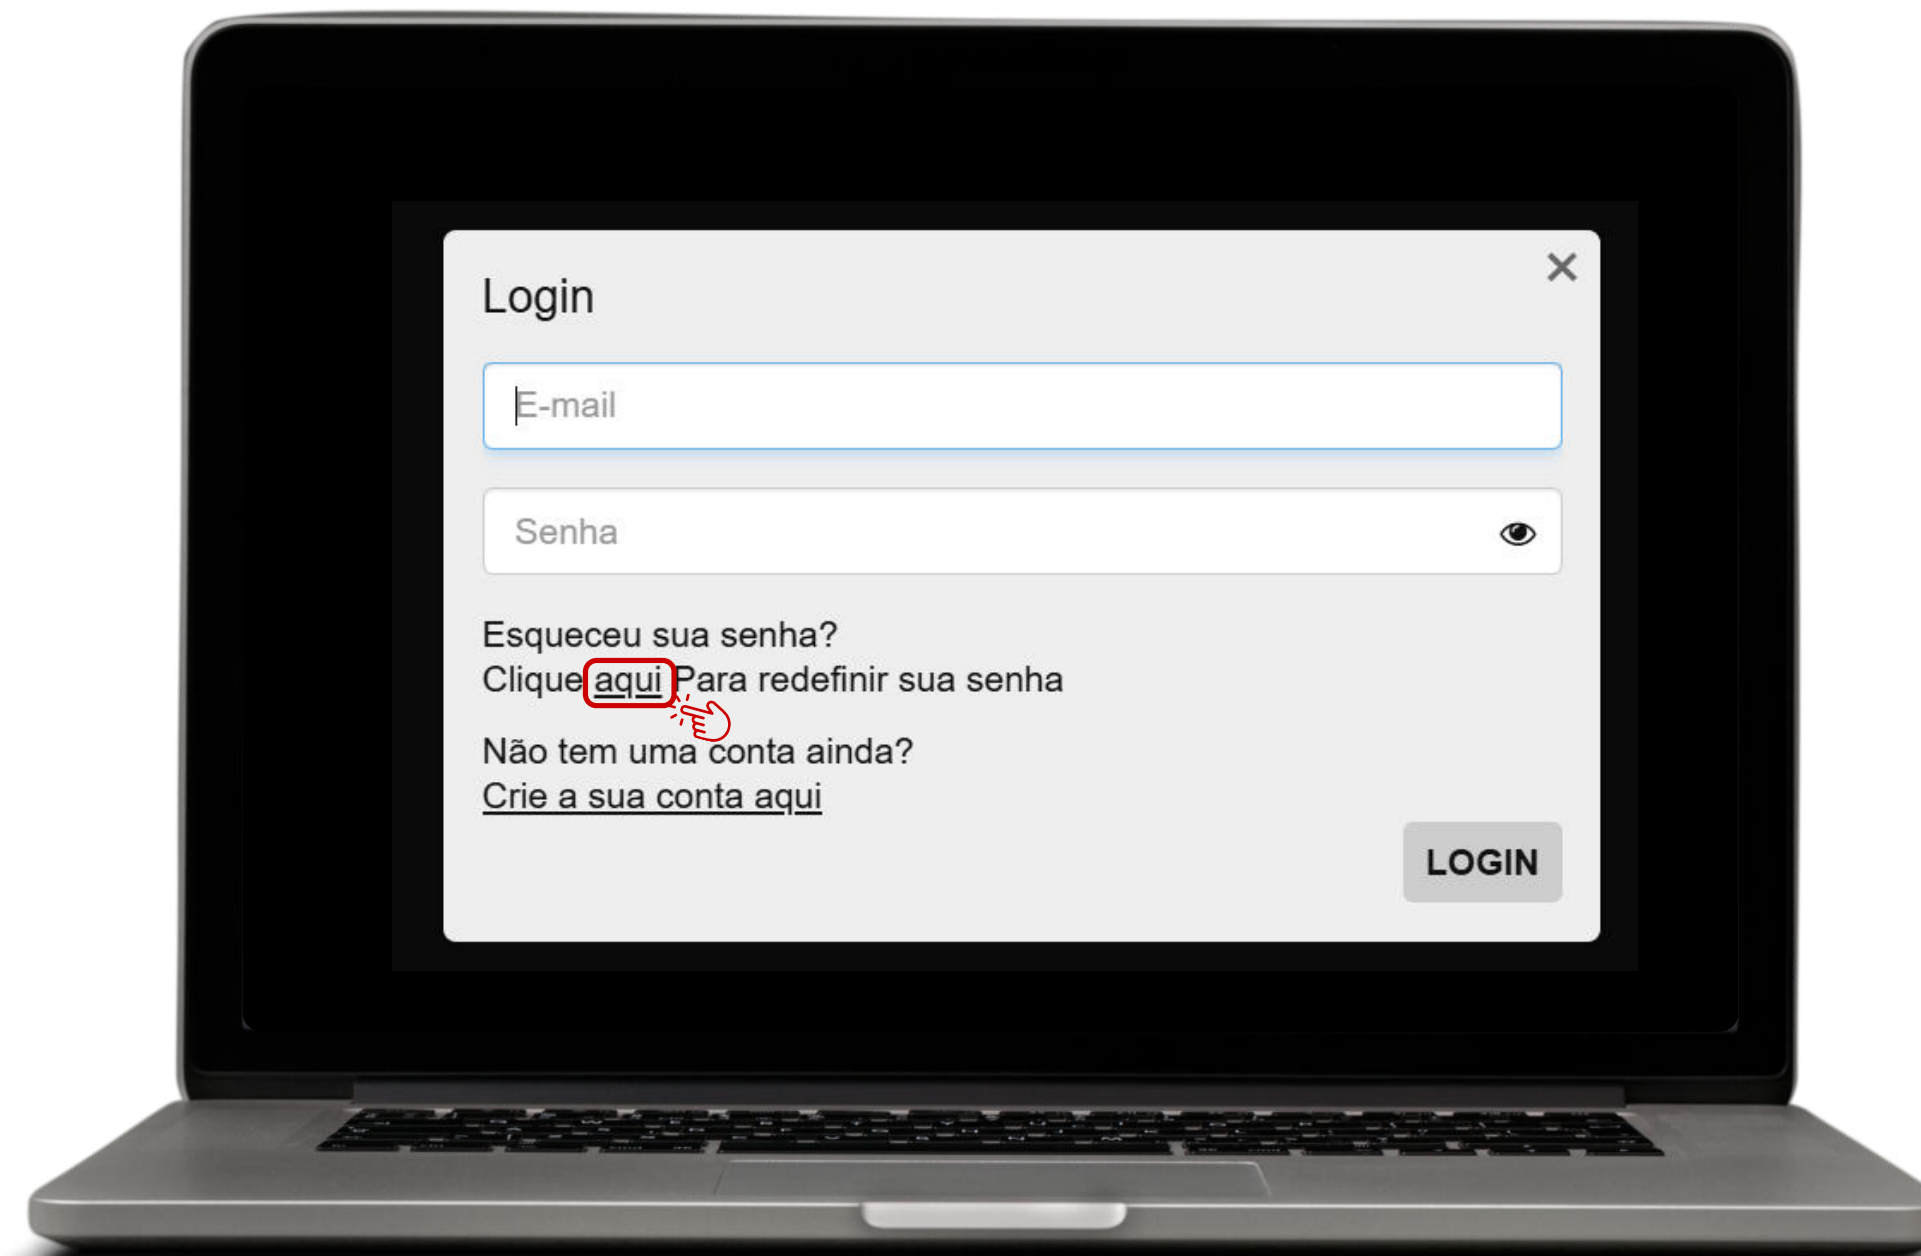 Login
E-mail
Senha
Esqueceu sua senha?
Clique aqui Para redefinir sua senha
Não tem uma conta ainda?
Crie a sua conta aqui
LOGIN